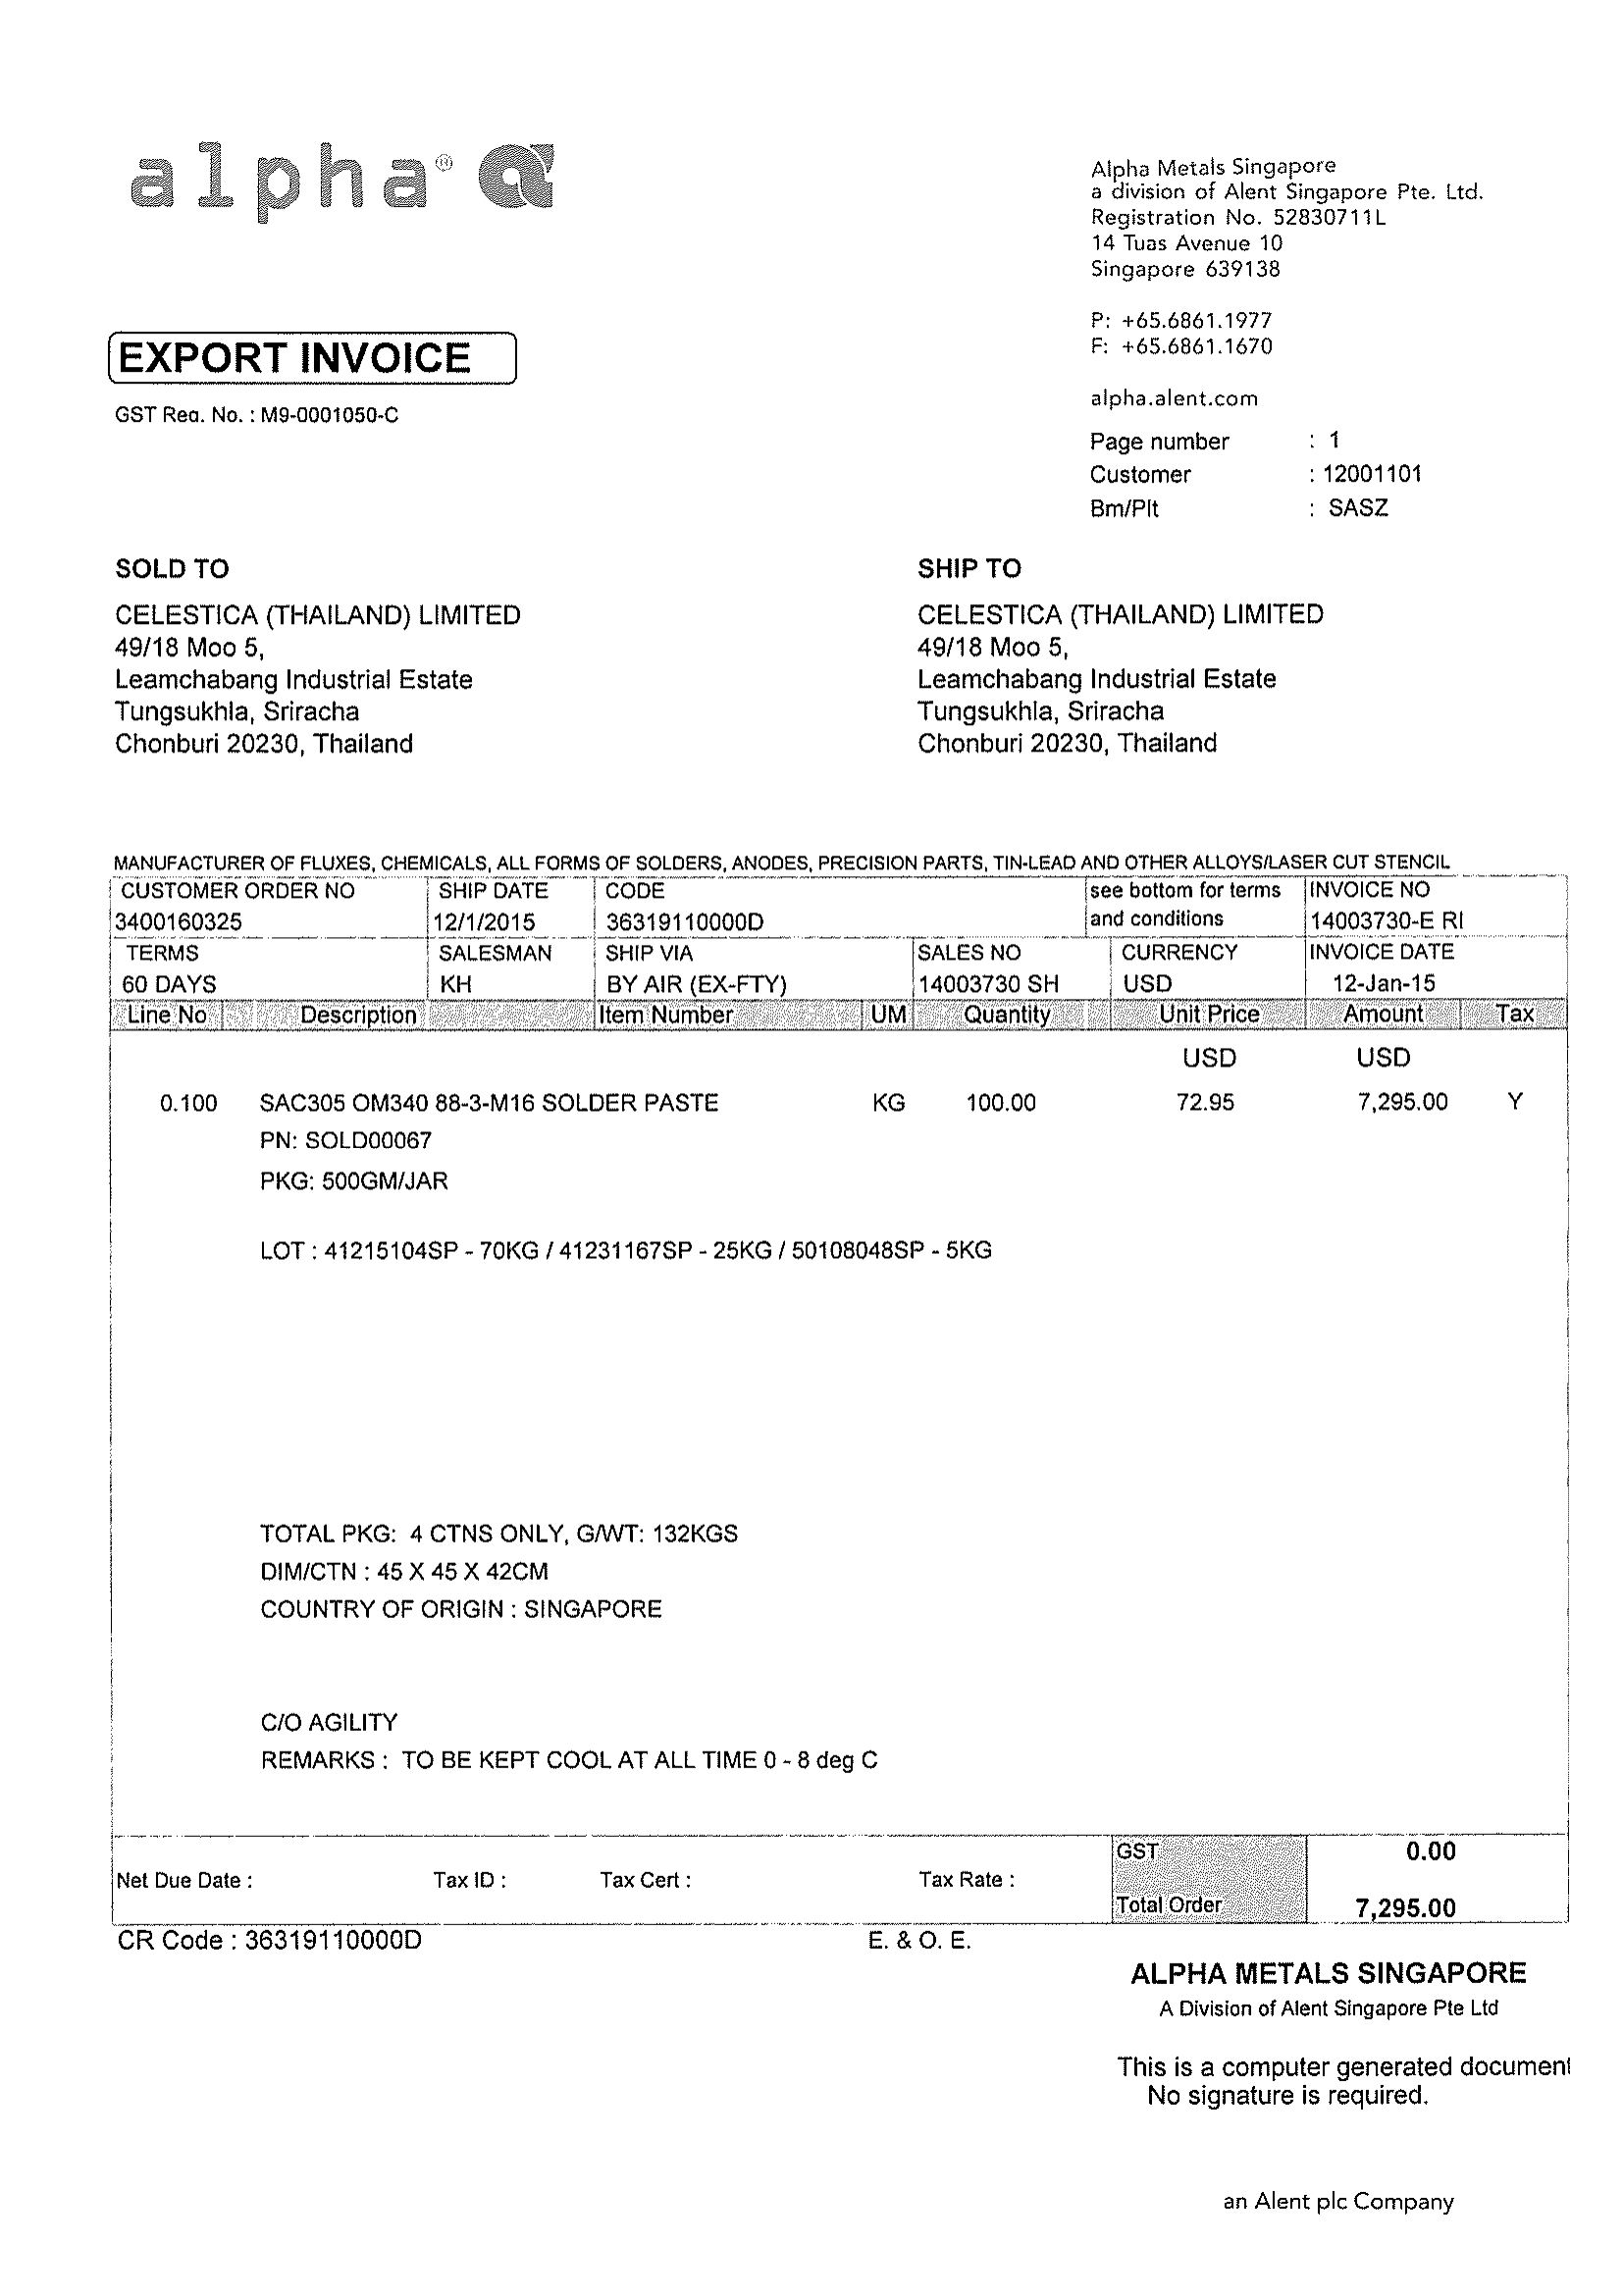 alpha®
Alpha Metals Singapore
a division of Alent Singapore Pte. Ltd.
Registration No. 52830711L
14 Tuas Avenue 10
Singapore 639138
P: +65.6861.1977
F: +65.6861.1670
alpha.alent.com
EXPORT INVOICE
GST Reg. No. : M9-0001050-C
Page number : 1
Customer : 12001101
Bm/Plt : SASZ
SOLD TO
CELESTICA (THAILAND) LIMITED
49/18 Moo 5,
Leamchabang Industrial Estate
Tungsukhla, Sriracha
Chonburi 20230, Thailand
SHIP TO
CELESTICA (THAILAND) LIMITED
49/18 Moo 5,
Leamchabang Industrial Estate
Tungsukhla, Sriracha
Chonburi 20230, Thailand
MANUFACTURER OF FLUXES, CHEMICALS, ALL FORMS OF SOLDERS, ANODES, PRECISION PARTS, TIN-LEAD AND OTHER ALLOYS/LASER CUT STENCIL
CUSTOMER ORDER NO SHIP DATE CODE see bottom for terms INVOICE NO
3400160325 12/1/2015 36319110000D and conditions 14003730-E RI
TERMS SALESMAN SHIP VIA SALES NO CURRENCY INVOICE DATE
60 DAYS KH BY AIR (EX-FTY) 14003730 SH USD 12-Jan-15
Line No Description Item Number UM Quantity Unit Price Amount Tax
USD USD
0.100 SAC305 OM340 88-3-M16 SOLDER PASTE KG 100.00 72.95 7,295.00 Y
PN: SOLD00067
PKG: 500GM/JAR
LOT : 41215104SP - 70KG / 41231167SP - 25KG / 50108048SP - 5KG
TOTAL PKG: 4 CTNS ONLY, G/WT: 132KGS
DIM/CTN : 45 X 45 X 42CM
COUNTRY OF ORIGIN : SINGAPORE
C/O AGILITY
REMARKS : TO BE KEPT COOL AT ALL TIME 0 - 8 deg C
GST 0.00
Net Due Date : Tax ID : Tax Cert : Tax Rate :
Total Order 7,295.00
CR Code : 36319110000D E. & O. E.
ALPHA METALS SINGAPORE
A Division of Alent Singapore Pte Ltd
This is a computer generated document
No signature is required.
an Alent plc Company